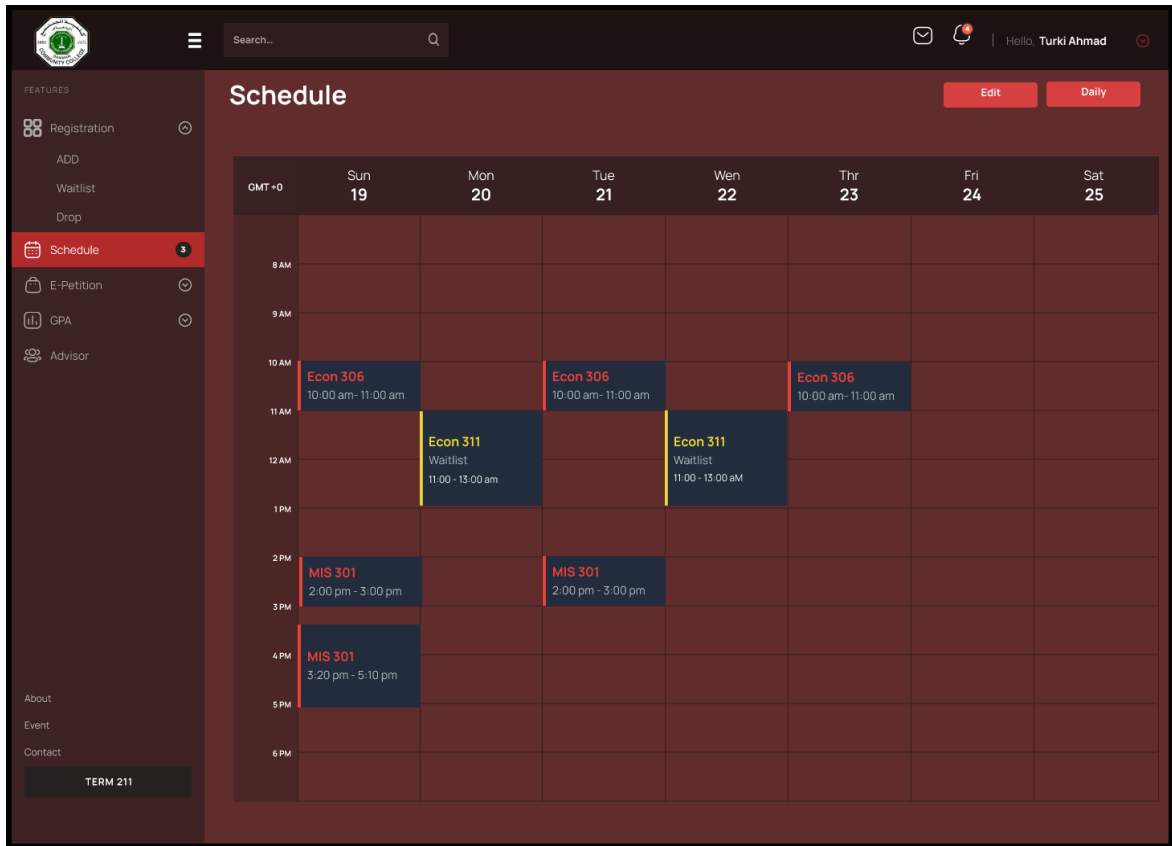 COMMUNITY COLLEGE
Search...
4
Hello, Turki Ahmad
FEATURES
Registration
ADD
Waitlist
Drop
Schedule 3
E-Petition
GPA
Advisor
About
Event
Contact
TERM 211
Schedule
Edit
Daily
GMT +0
Sun
19
Mon
20
Tue
21
Wen
22
Thr
23
Fri
24
Sat
25
8 AM
9 AM
10 AM
Econ 306
10:00 am- 11:00 am
Econ 306
10:00 am- 11:00 am
Econ 306
10:00 am- 11:00 am
11 AM
Econ 311
Waitlist
11:00 - 13:00 am
Econ 311
Waitlist
11:00 - 13:00 aM
12 AM
1 PM
2 PM
MIS 301
2:00 pm - 3:00 pm
MIS 301
2:00 pm - 3:00 pm
3 PM
4 PM
MIS 301
3:20 pm - 5:10 pm
5 PM
6 PM